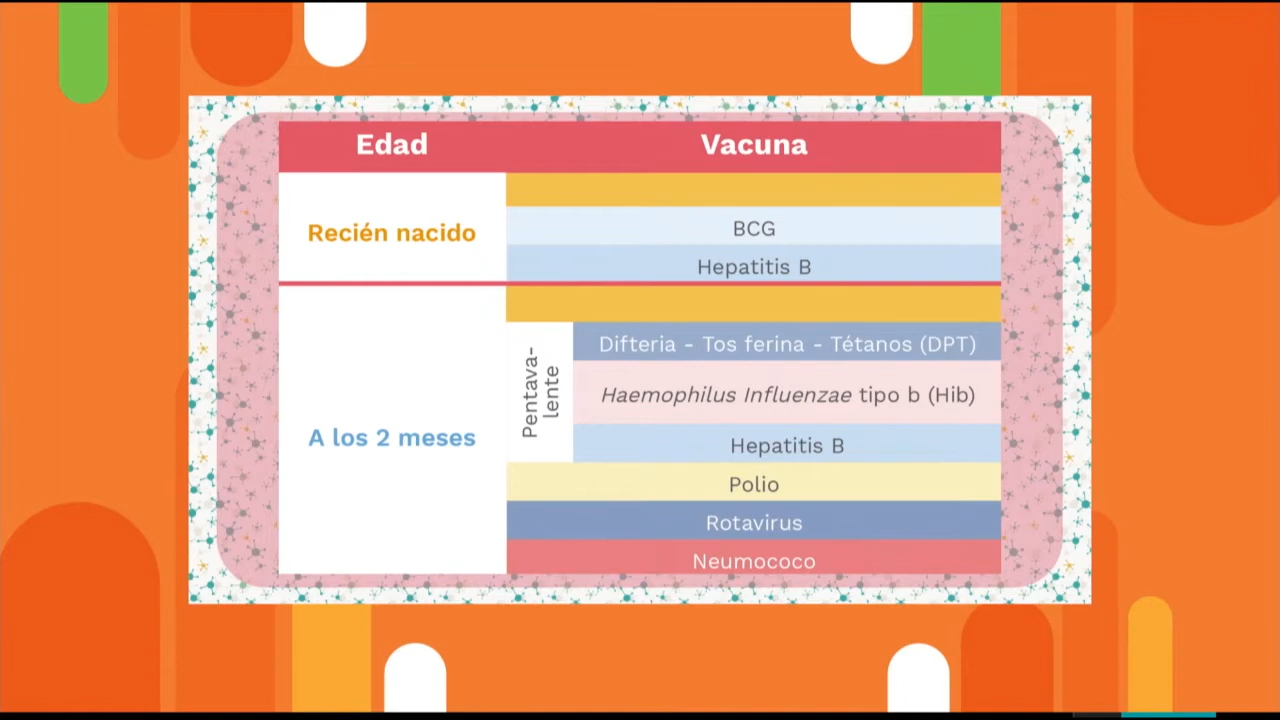 Edad Vacuna
Recién nacido
BCG
Hepatitis B
A los 2 meses
Pentava-
lente
Difteria - Tos ferina - Tétanos (DPT)
Haemophilus Influenzae tipo b (Hib)
Hepatitis B
Polio
Rotavirus
Neumococo